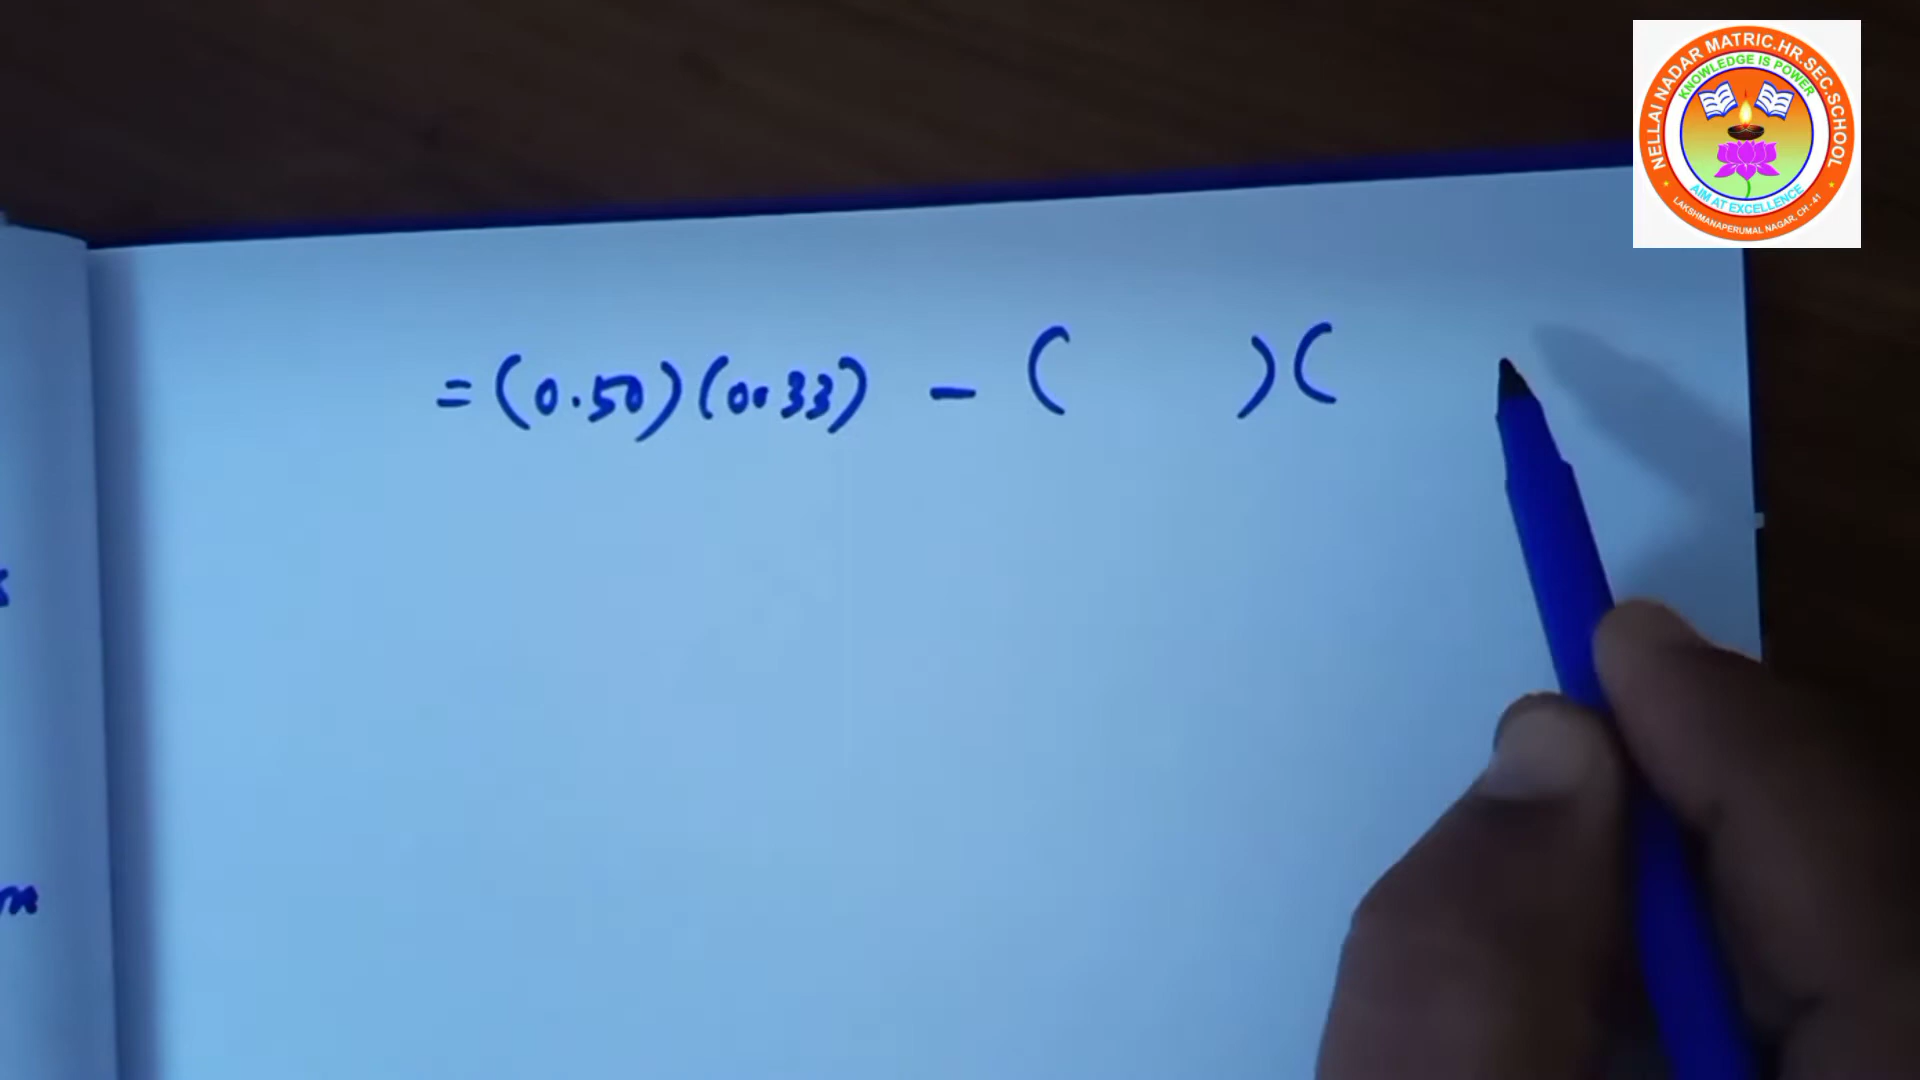 NELLAI NADAR MATRIC.HR.SEC.SCHOOL
KNOWLEDGE IS POWER
AIM AT EXCELLENCE
LAKSHMANAPERUMAL NAGAR, CH - 41
= (0.50) (0.33) - (      ) (